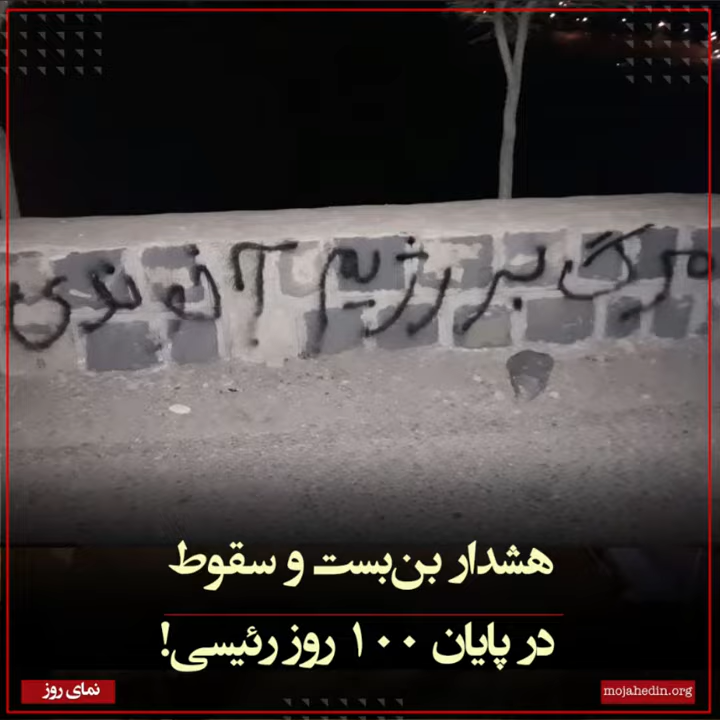 مرگ بر رژیم آخوندی
هشدار بن‌بست و سقوط
در پایان ۱۰۰ روز رئیسی!
نمای روز
mojahedin.org